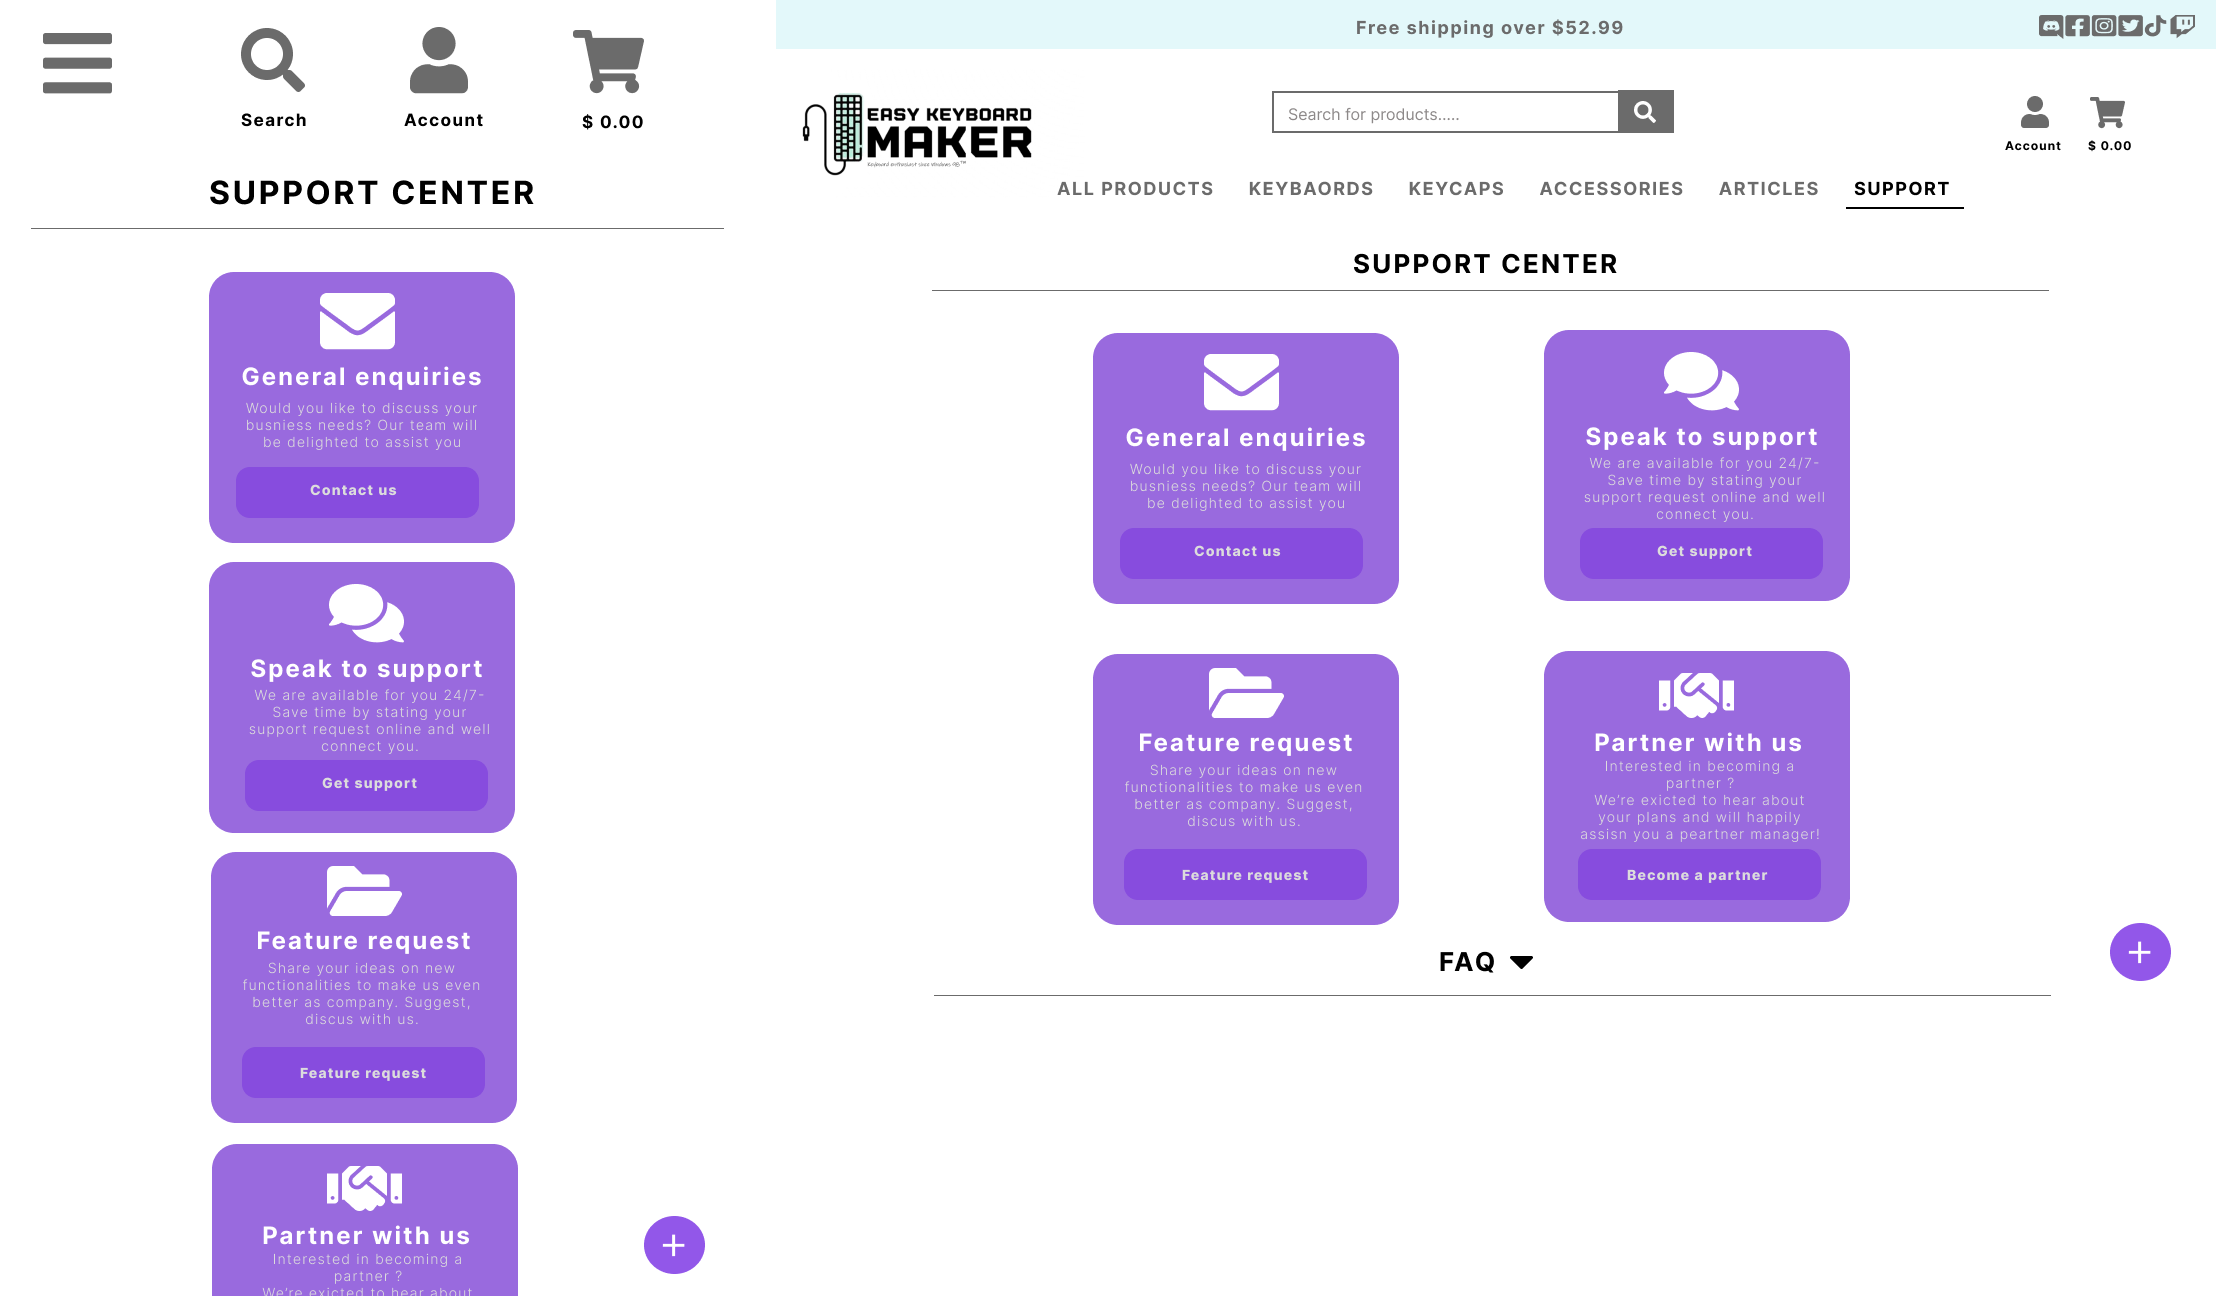 Search
Account
$ 0.00
SUPPORT CENTER
General enquiries
Would you like to discuss your
busniess needs? Our team will
be delighted to assist you
Contact us
Speak to support
We are available for you 24/7-
Save time by stating your
support request online and well
connect you.
Get support
Feature request
Share your ideas on new
functionalities to make us even
better as company. Suggest,
discus with us.
Feature request
Partner with us
Interested in becoming a
partner ?
We're exicted to hear about
Free shipping over $52.99
EASY KEYBOARD
MAKER
Keyboard enthusiast since windows 98™
Search for products.....
Account
$ 0.00
ALL PRODUCTS KEYBAORDS KEYCAPS ACCESSORIES ARTICLES SUPPORT
SUPPORT CENTER
General enquiries
Would you like to discuss your
busniess needs? Our team will
be delighted to assist you
Contact us
Speak to support
We are available for you 24/7-
Save time by stating your
support request online and well
connect you.
Get support
Feature request
Share your ideas on new
functionalities to make us even
better as company. Suggest,
discus with us.
Feature request
Partner with us
Interested in becoming a
partner ?
We're exicted to hear about
your plans and will happily
assisn you a peartner manager!
Become a partner
FAQ